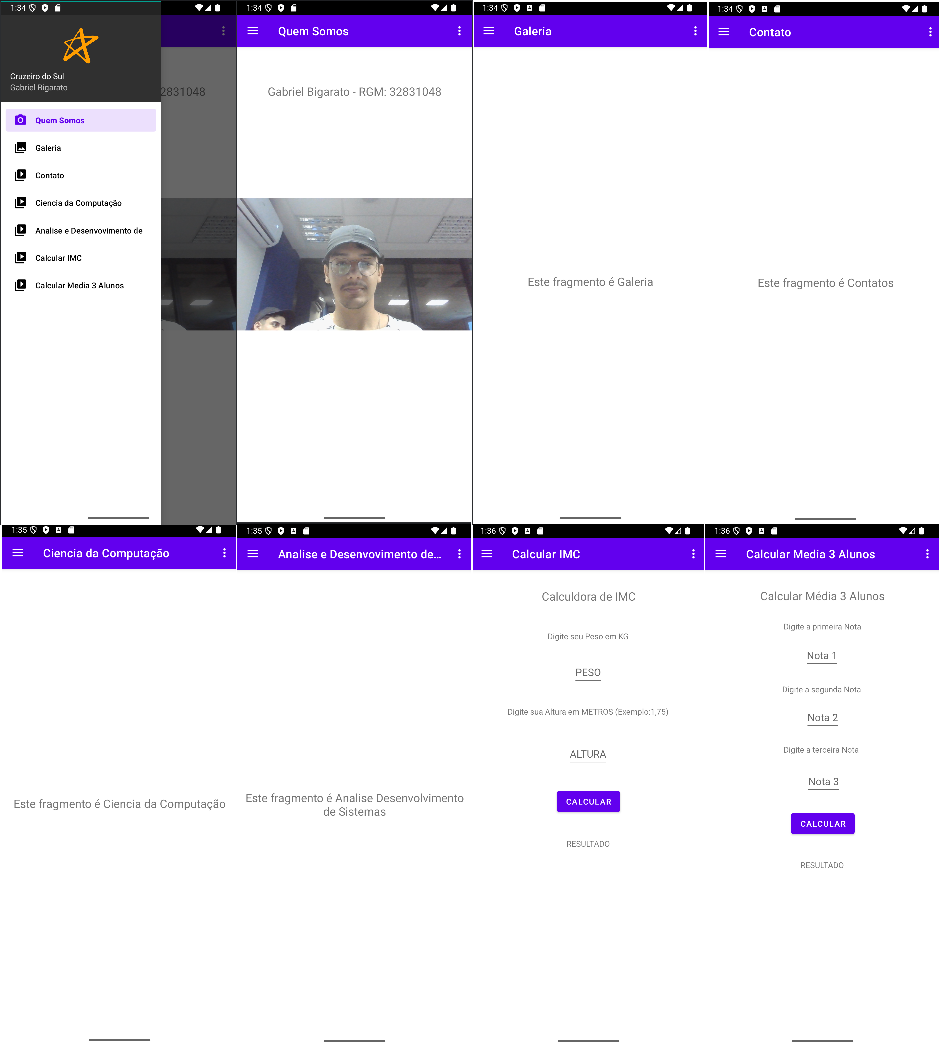 1:34
Cruzeiro do Sul
Gabriel Bigarato
2831048
Quem Somos
Galeria
Contato
Ciencia da Computação
Analise e Desenvovimento de
Calcular IMC
Calcular Media 3 Alunos
1:34
Quem Somos
Gabriel Bigarato - RGM: 32831048
1:34
Galeria
Este fragmento é Galeria
1:34
Contato
Este fragmento é Contatos
1:35
Ciencia da Computação
Este fragmento é Ciencia da Computação
1:35
Analise e Desenvovimento de...
Este fragmento é Analise Desenvolvimento
de Sistemas
1:36
Calcular IMC
Calculdora de IMC
Digite seu Peso em KG
PESO
Digite sua Altura em METROS (Exemplo:1,75)
ALTURA
CALCULAR
RESULTADO
1:36
Calcular Media 3 Alunos
Calcular Média 3 Alunos
Digite a primeira Nota
Nota 1
Digite a segunda Nota
Nota 2
Digite a terceira Nota
Nota 3
CALCULAR
RESULTADO